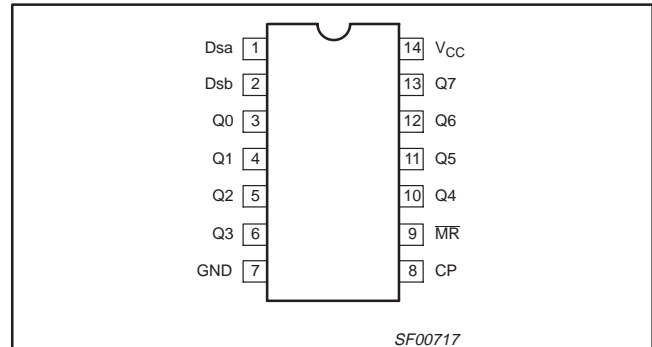 Dsa 1 14 VCC
Dsb 2 13 Q7
Q0 3 12 Q6
Q1 4 11 Q5
Q2 5 10 Q4
Q3 6 9 M̅R̅
GND 7 8 CP
SF00717